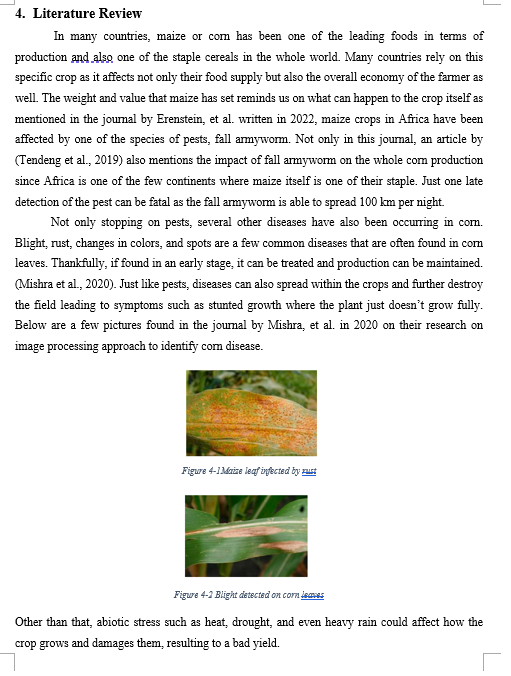 4. Literature Review
In many countries, maize or corn has been one of the leading foods in terms of
production and also one of the staple cereals in the whole world. Many countries rely on this
specific crop as it affects not only their food supply but also the overall economy of the farmer as
well. The weight and value that maize has set reminds us on what can happen to the crop itself as
mentioned in the journal by Erenstein, et al. written in 2022, maize crops in Africa have been
affected by one of the species of pests, fall armyworm. Not only in this journal, an article by
(Tendeng et al., 2019) also mentions the impact of fall armyworm on the whole corn production
since Africa is one of the few continents where maize itself is one of their staple. Just one late
detection of the pest can be fatal as the fall armyworm is able to spread 100 km per night.
Not only stopping on pests, several other diseases have also been occurring in corn.
Blight, rust, changes in colors, and spots are a few common diseases that are often found in corn
leaves. Thankfully, if found in an early stage, it can be treated and production can be maintained.
(Mishra et al., 2020). Just like pests, diseases can also spread within the crops and further destroy
the field leading to symptoms such as stunted growth where the plant just doesn't grow fully.
Below are a few pictures found in the journal by Mishra, et al. in 2020 on their research on
image processing approach to identify corn disease.
Figure 4-1Maize leaf infected by rust
Figure 4-2 Blight detected on corn leaves
Other than that, abiotic stress such as heat, drought, and even heavy rain could affect how the
crop grows and damages them, resulting to a bad yield.